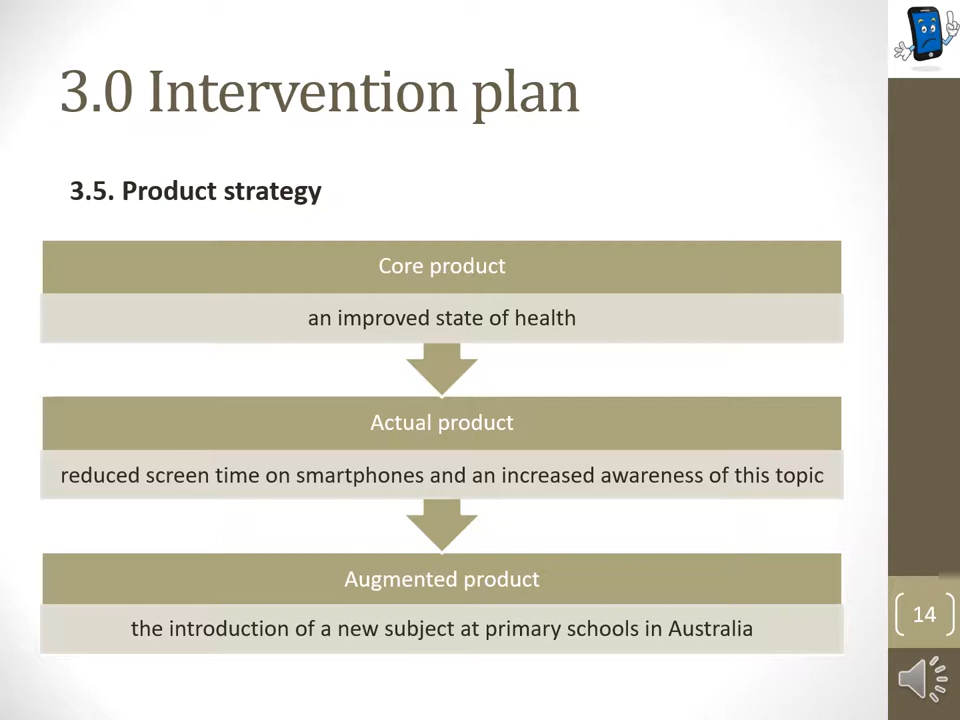 3.0 Intervention plan
3.5. Product strategy
Core product
an improved state of health
Actual product
reduced screen time on smartphones and an increased awareness of this topic
Augmented product
the introduction of a new subject at primary schools in Australia
14